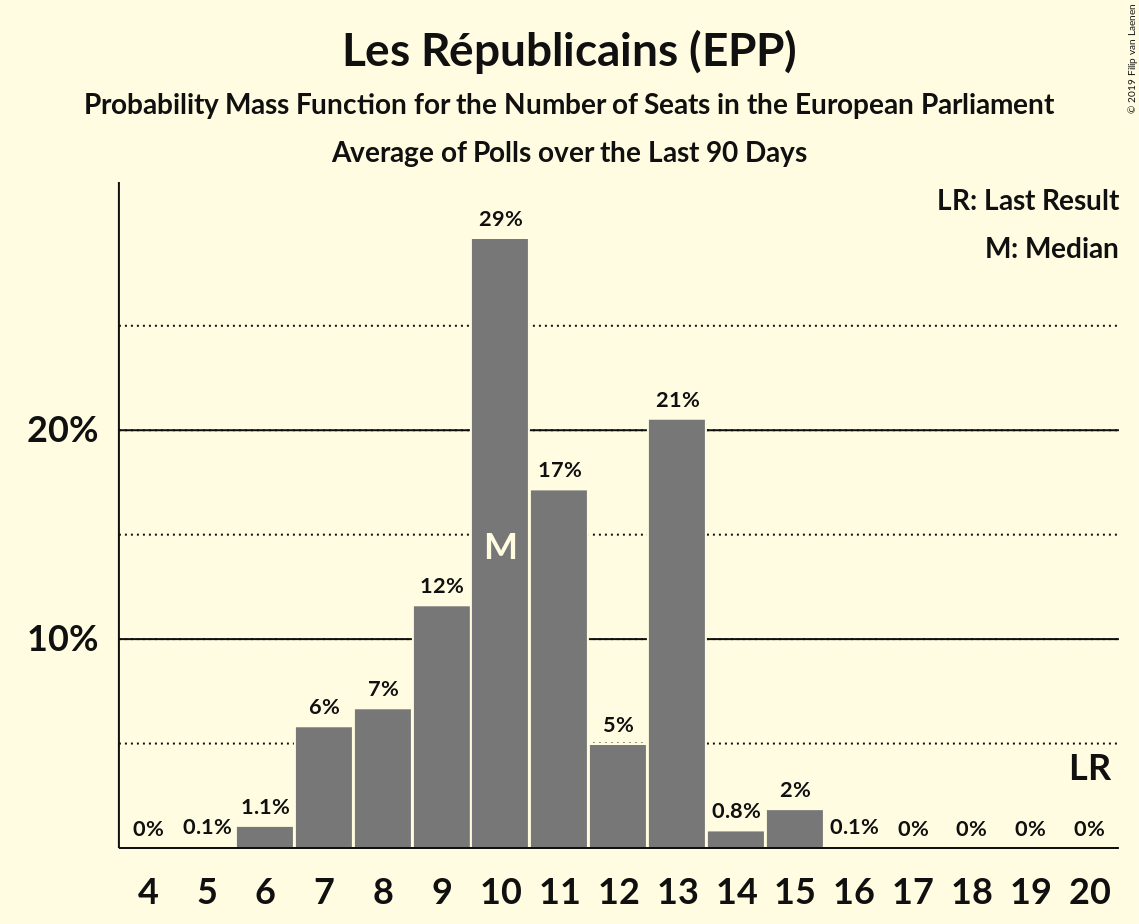 Les Républicains (EPP)
Probability Mass Function for the Number of Seats in the European Parliament
Average of Polls over the Last 90 Days
© 2019 Filip van Laenen
LR: Last Result
M: Median
29%
21%
20%
17%
M
12%
10%
7%
6%
5%
LR
2%
1.1%
0.8%
0% 0.1% 0.1% 0% 0% 0% 0%
4 5 6 7 8 9 10 11 12 13 14 15 16 17 18 19 20